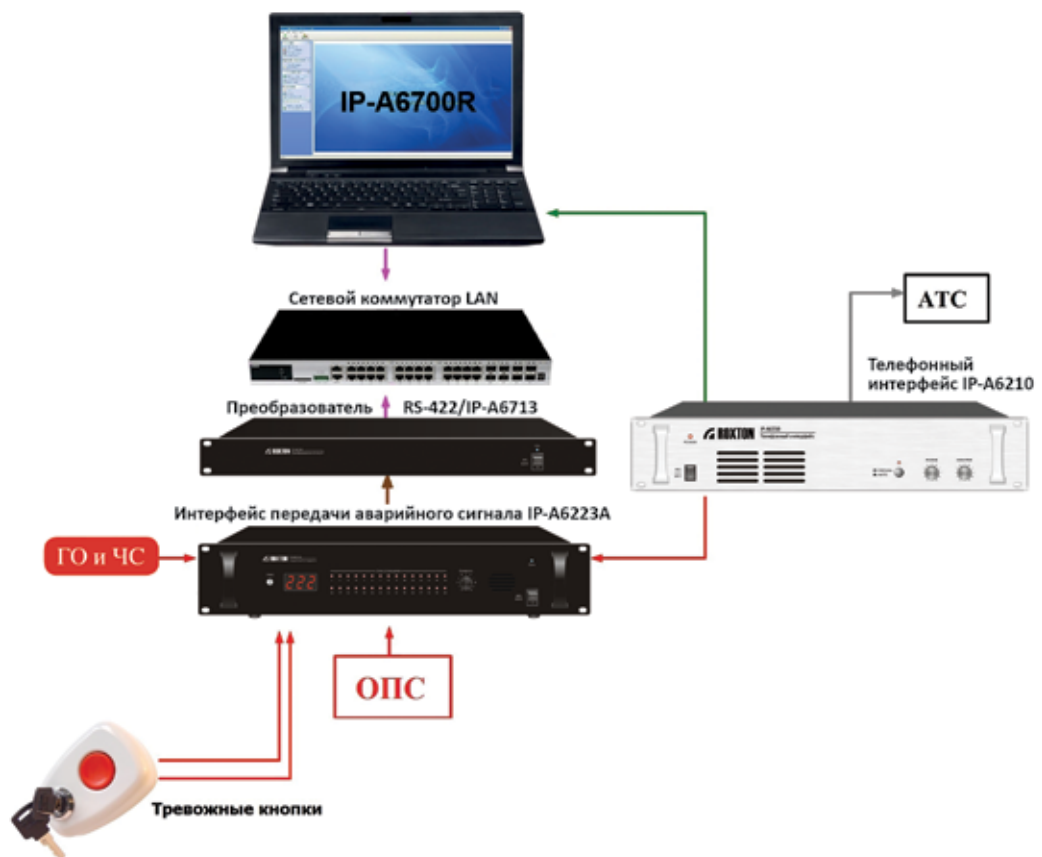 IP-A6700R
Сетевой коммутатор LAN
АТС
Телефонный
интерфейс IP-A6210
Преобразователь RS-422/IP-A6713
ROXTON
Интерфейс передачи аварийного сигнала IP-A6223A
ГО и ЧС
222
ОПС
Тревожные кнопки